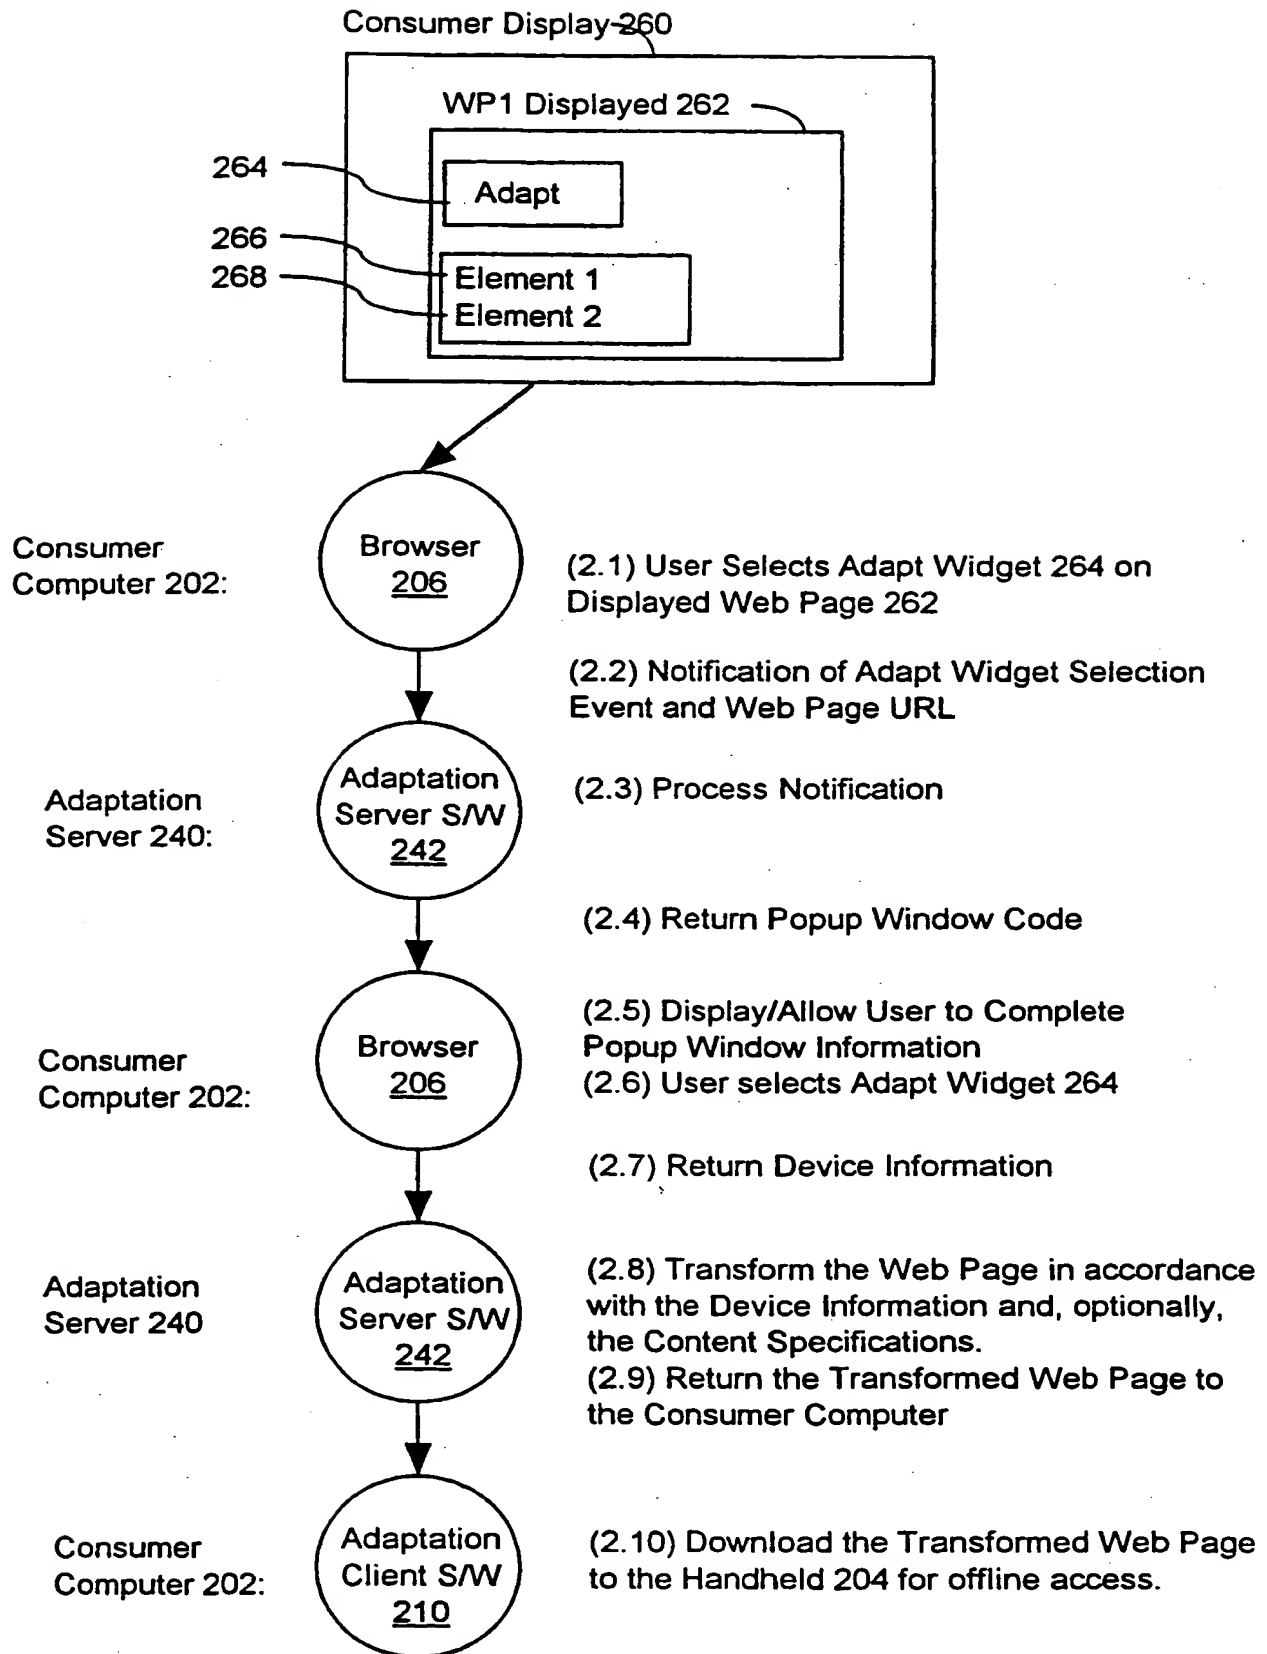 Consumer Display 260
WP1 Displayed 262
264
Adapt
266
Element 1
268
Element 2
Consumer
Computer 202:
Browser
206
(2.1) User Selects Adapt Widget 264 on
Displayed Web Page 262
(2.2) Notification of Adapt Widget Selection
Event and Web Page URL
Adaptation
Server 240:
Adaptation
Server S/W
242
(2.3) Process Notification
(2.4) Return Popup Window Code
Consumer
Computer 202:
Browser
206
(2.5) Display/Allow User to Complete
Popup Window Information
(2.6) User selects Adapt Widget 264
(2.7) Return Device Information
Adaptation
Server 240
Adaptation
Server S/W
242
(2.8) Transform the Web Page in accordance
with the Device Information and, optionally,
the Content Specifications.
(2.9) Return the Transformed Web Page to
the Consumer Computer
Consumer
Computer 202:
Adaptation
Client S/W
210
(2.10) Download the Transformed Web Page
to the Handheld 204 for offline access.